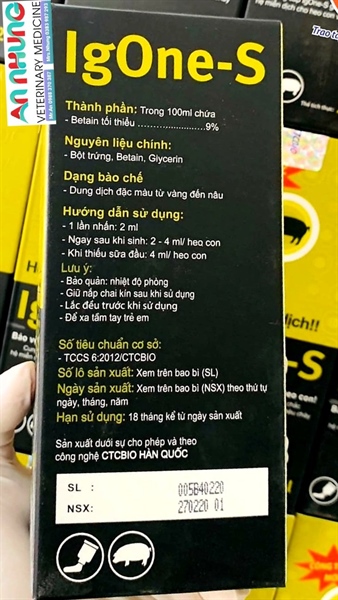 AN NHUNG
VETERINARY MEDICINE
IgOne-S
Thành phần: Trong 100ml chứa
- Betain tối thiểu ........................9%
Nguyên liệu chính:
- Bột trứng, Betain, Giycerin
Dạng bào chế
- Dung dịch đặc màu từ vàng đến nâu
Hướng dẫn sử dụng:
- 1 lần nhấn: 2 ml
- Ngay sau khi sinh: 2 - 4 ml/ heo con
- Khi thiếu sữa đầu: 4 ml/ heo con
Lưu ý:
- Bảo quản: nhiệt độ phòng
- Giữ nắp chai kín sau khi sử dụng
- Lắc đều trước khi sử dụng
- Để xa tầm tay trẻ em
Số tiêu chuẩn cơ sở:
- TCCS 6:2012/CTCBIO
Số lô sản xuất: Xem trên bao bì (SL)
Ngày sản xuất: Xem trên bao bì (NSX) theo thứ tự
ngày, tháng, năm
Hạn sử dụng: 18 tháng kể từ ngày sản xuất
Sản xuất dưới sự cho phép và theo
công nghệ CTCBIO HÀN QUỐC
SL : 005B40220
NSX: 270220 01
dịch!!
-S
IgO